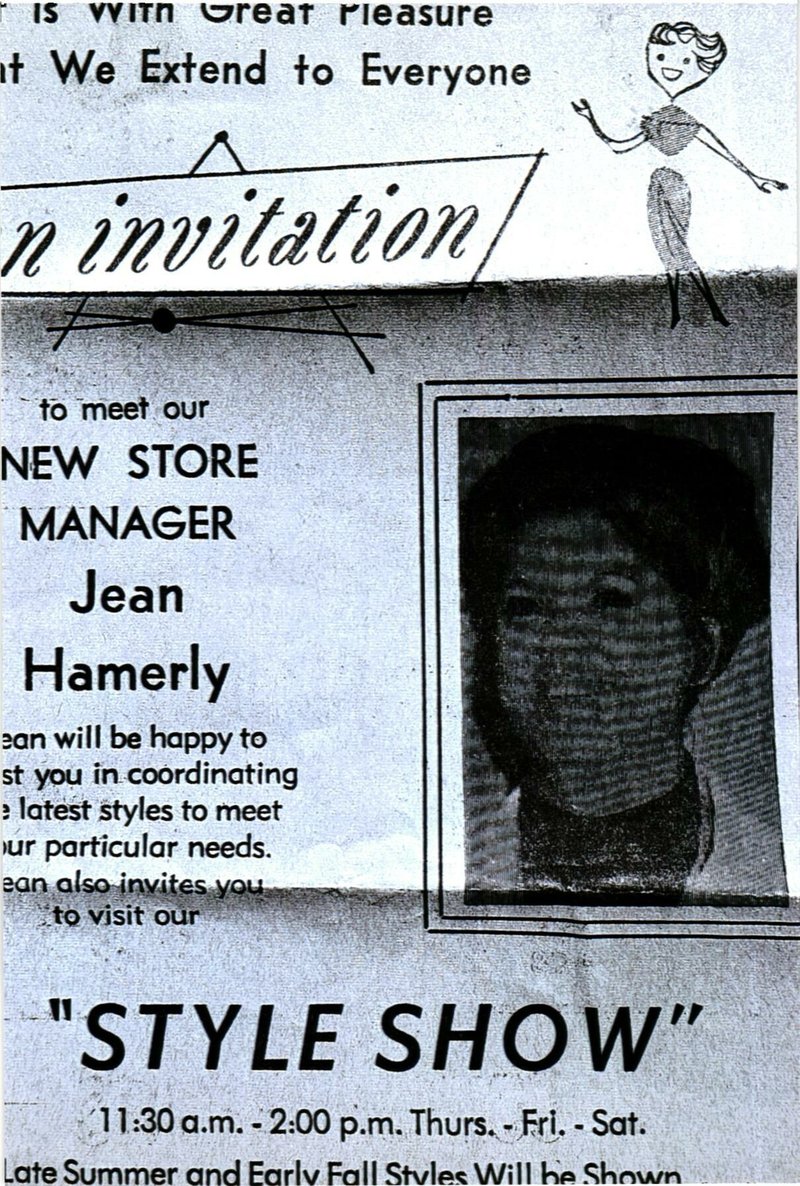 is With Great Pleasure
at We Extend to Everyone
n invitation
to meet our
NEW STORE
MANAGER
Jean
Hamerly
ean will be happy to
st you in coordinating
e latest styles to meet
ur particular needs.
ean also invites you
to visit our
"STYLE SHOW"
11:30 a.m. - 2:00 p.m. Thurs. - Fri. - Sat.
Late Summer and Early Fall Styles Will be Shown